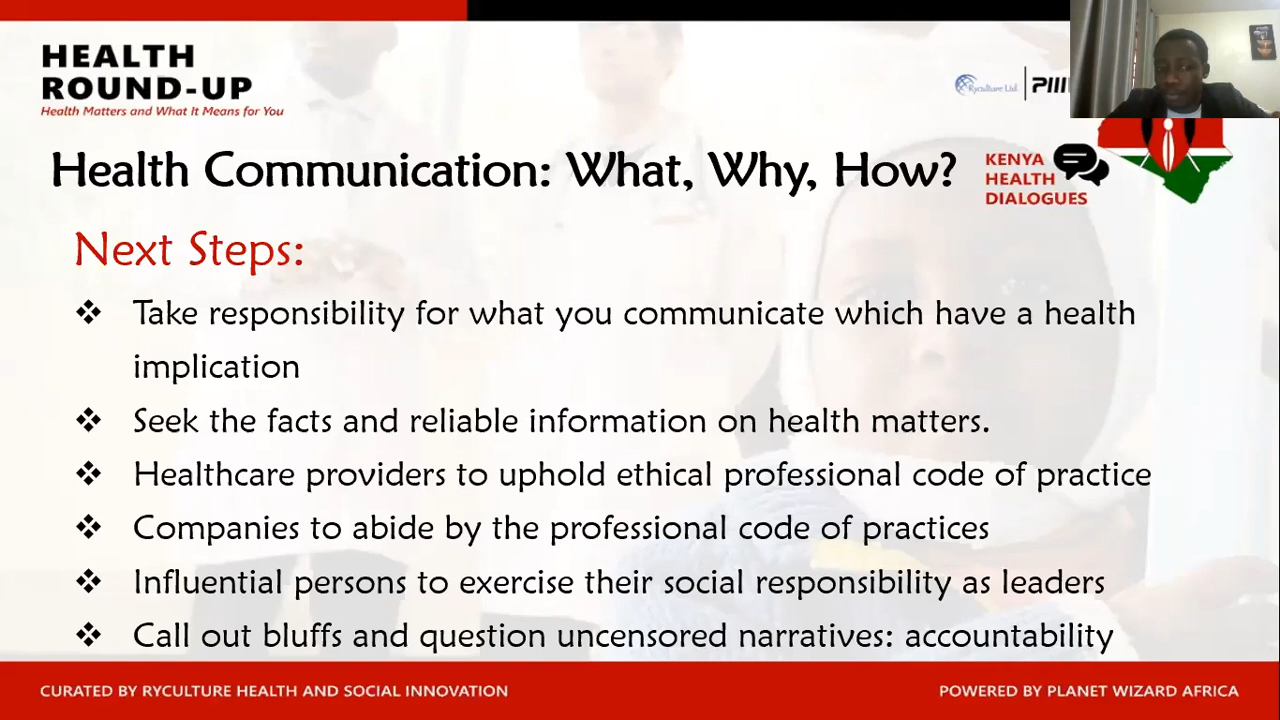 HEALTH
ROUND-UP
Health Matters and What It Means for You
Ryculture Ltd.
Health Communication: What, Why, How?
KENYA
HEALTH
DIALOGUES
Next Steps:
❖ Take responsibility for what you communicate which have a health
implication
❖ Seek the facts and reliable information on health matters.
❖ Healthcare providers to uphold ethical professional code of practice
❖ Companies to abide by the professional code of practices
❖ Influential persons to exercise their social responsibility as leaders
❖ Call out bluffs and question uncensored narratives: accountability
CURATED BY RYCULTURE HEALTH AND SOCIAL INNOVATION
POWERED BY PLANET WIZARD AFRICA